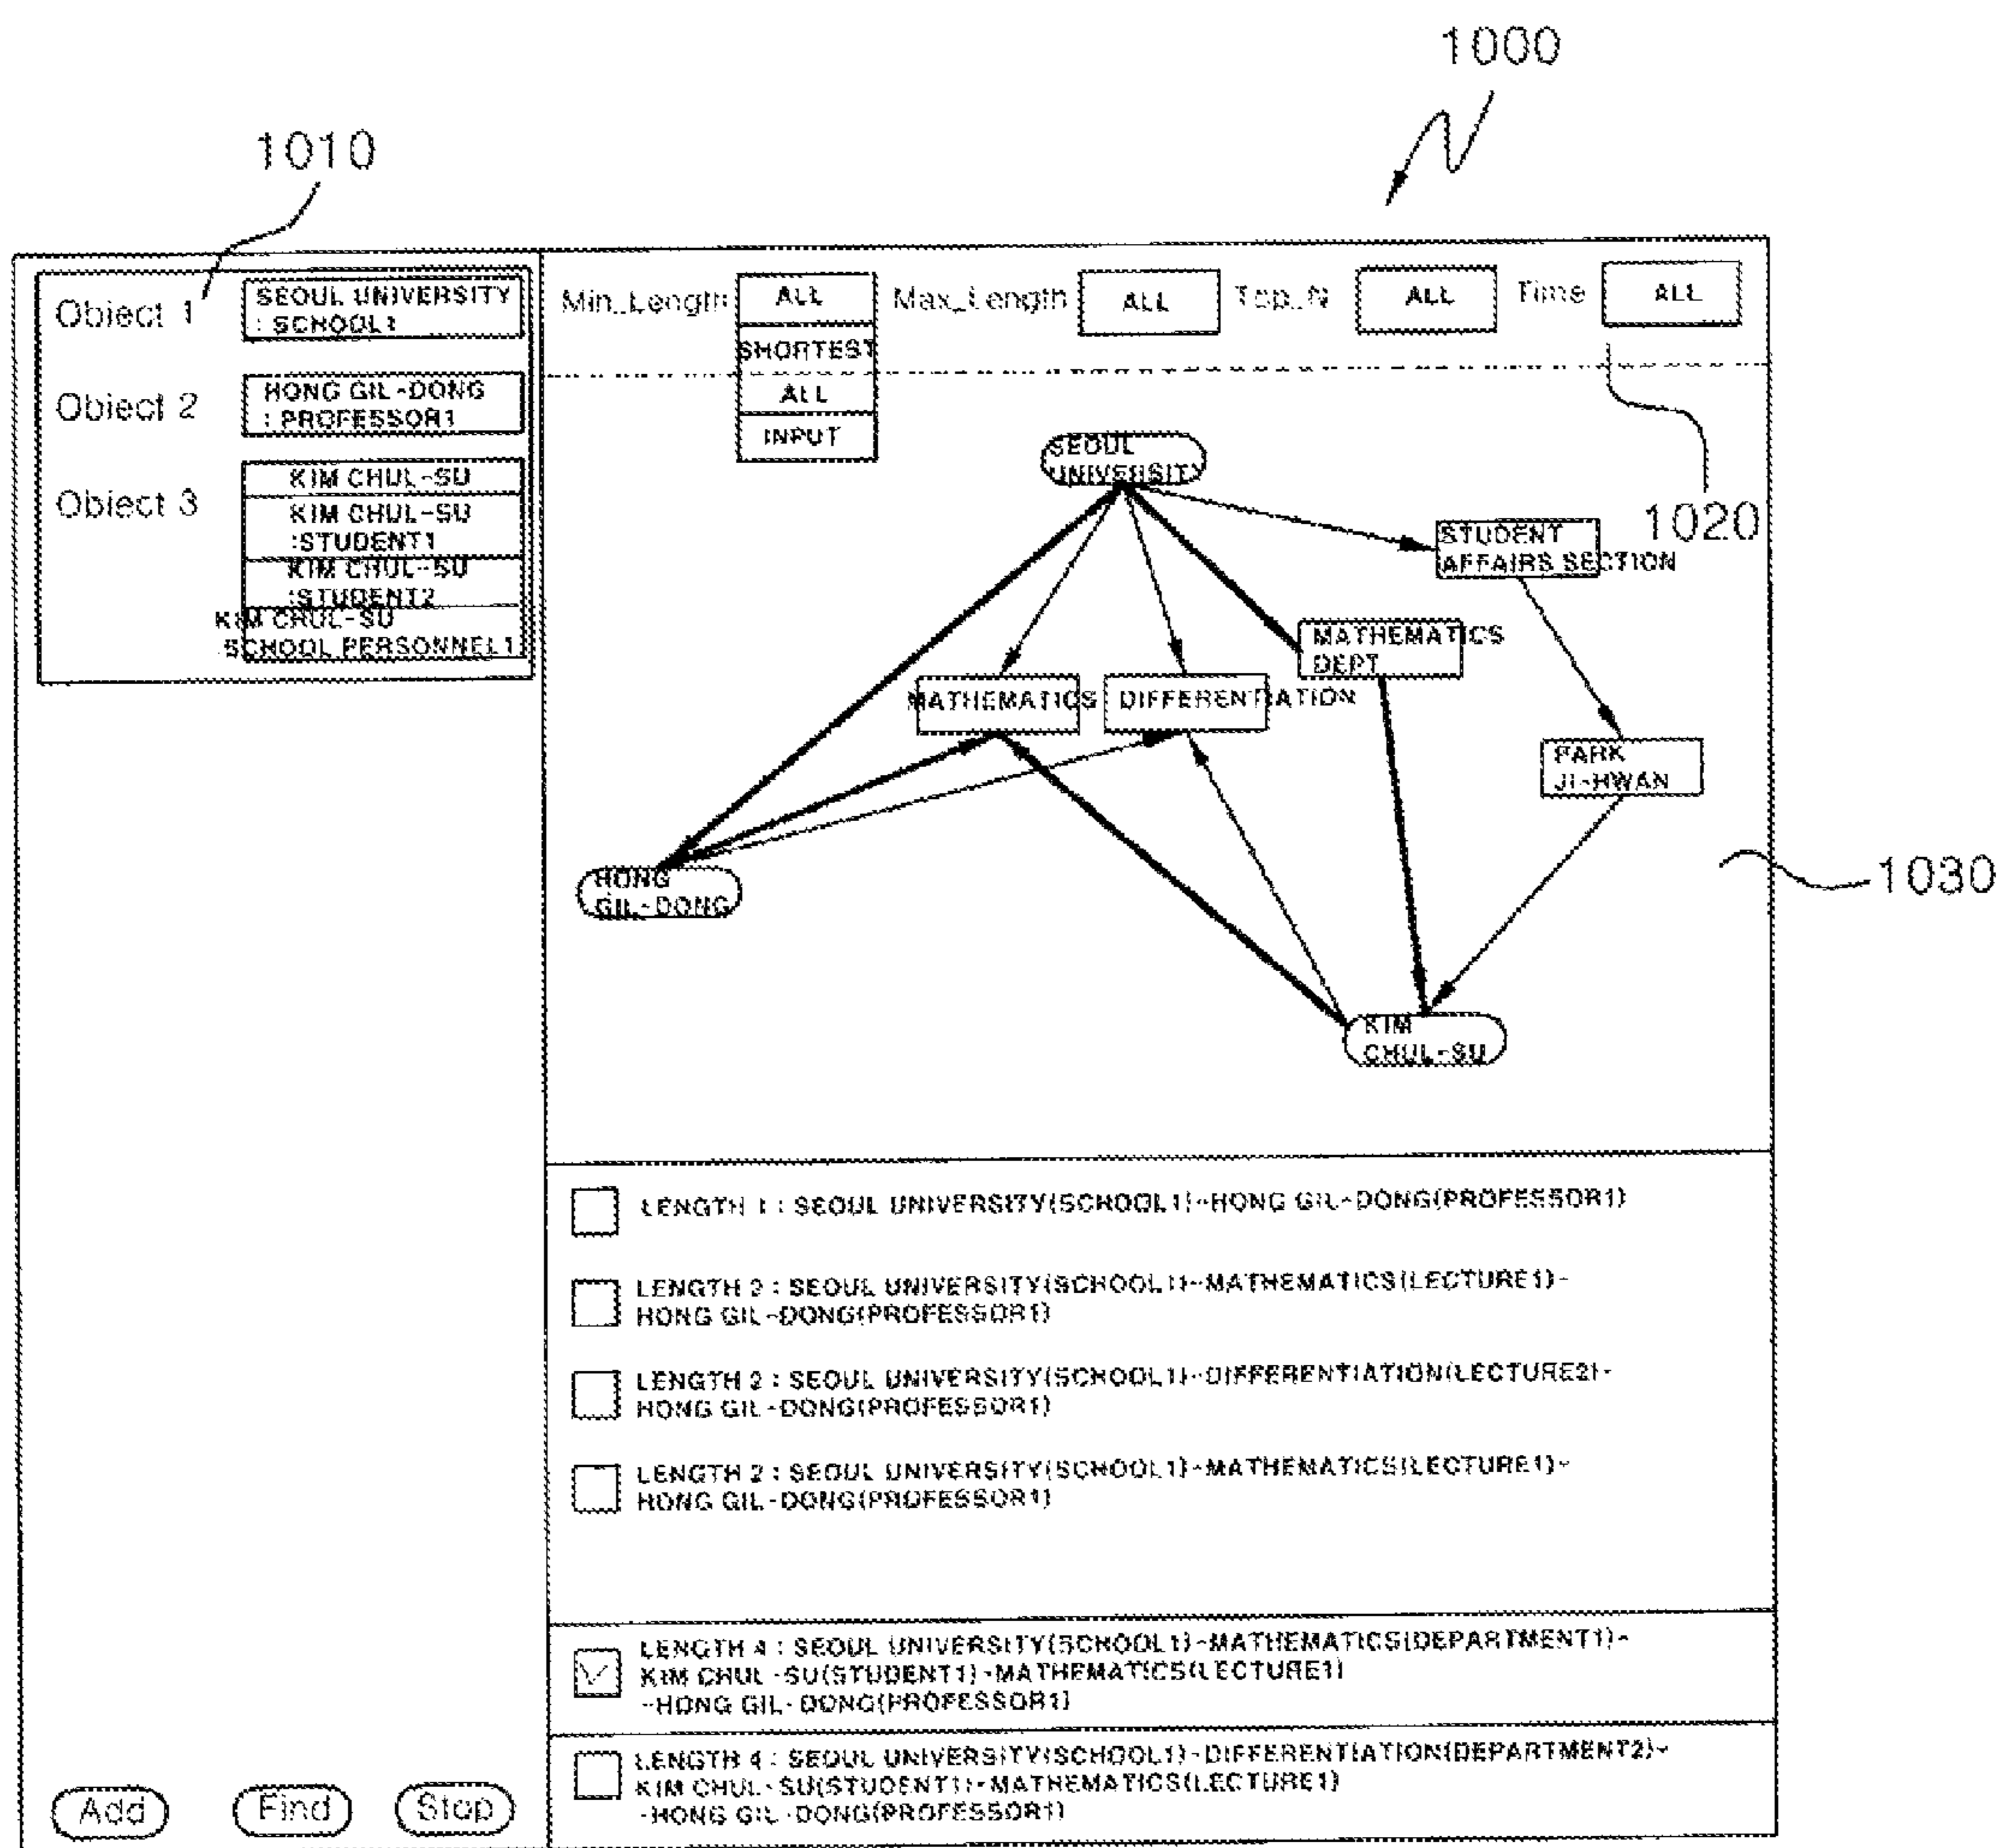 1000
1010
Object 1
SEOUL UNIVERSITY
: SCHOOL1
Object 2
HONG GIL-DONG
: PROFESSOR1
Object 3
KIM CHUL-SU
KIM CHUL-SU
:STUDENT1
KIM CHUL-SU
:STUDENT2
KIM CHUL-SU
SCHOOL PERSONNEL1
Add
Find
Stop
Min_Length
ALL
SHORTEST
ALL
INPUT
Max_Length
ALL
Top_N
ALL
Time
ALL
1020
SEOUL
UNIVERSITY
STUDENT
AFFAIRS SECTION
MATHEMATICS
DEPT
MATHEMATICS
DIFFERENTIATION
PARK
JI-HWAN
HONG
GIL-DONG
KIM
CHUL-SU
1030
LENGTH 1 : SEOUL UNIVERSITY(SCHOOL1)-HONG GIL-DONG(PROFESSOR1)
LENGTH 2 : SEOUL UNIVERSITY(SCHOOL1)-MATHEMATICS(LECTURE1)-
HONG GIL-DONG(PROFESSOR1)
LENGTH 2 : SEOUL UNIVERSITY(SCHOOL1)-DIFFERENTIATION(LECTURE2)-
HONG GIL-DONG(PROFESSOR1)
LENGTH 2 : SEOUL UNIVERSITY(SCHOOL1)-MATHEMATICS(LECTURE1)-
HONG GIL-DONG(PROFESSOR1)
LENGTH 4 : SEOUL UNIVERSITY(SCHOOL1)-MATHEMATICS(DEPARTMENT1)-
KIM CHUL-SU(STUDENT1)-MATHEMATICS(LECTURE1)
-HONG GIL-DONG(PROFESSOR1)
LENGTH 4 : SEOUL UNIVERSITY(SCHOOL1)-DIFFERENTIATION(DEPARTMENT2)-
KIM CHUL-SU(STUDENT1)-MATHEMATICS(LECTURE1)
-HONG GIL-DONG(PROFESSOR1)